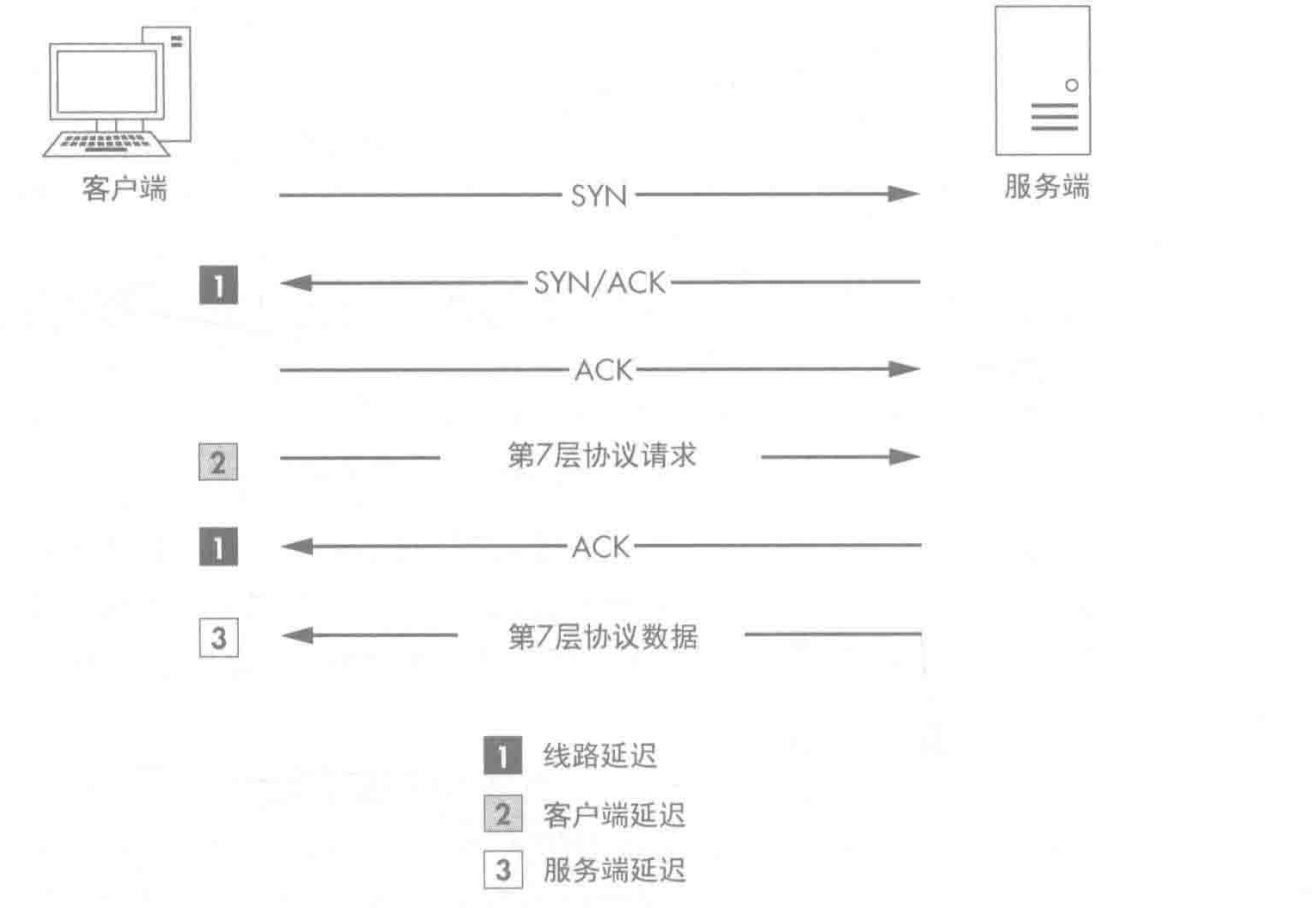 客户端
服务端
SYN
1 SYN/ACK
ACK
2 第7层协议请求
1 ACK
3 第7层协议数据
1 线路延迟
2 客户端延迟
3 服务端延迟